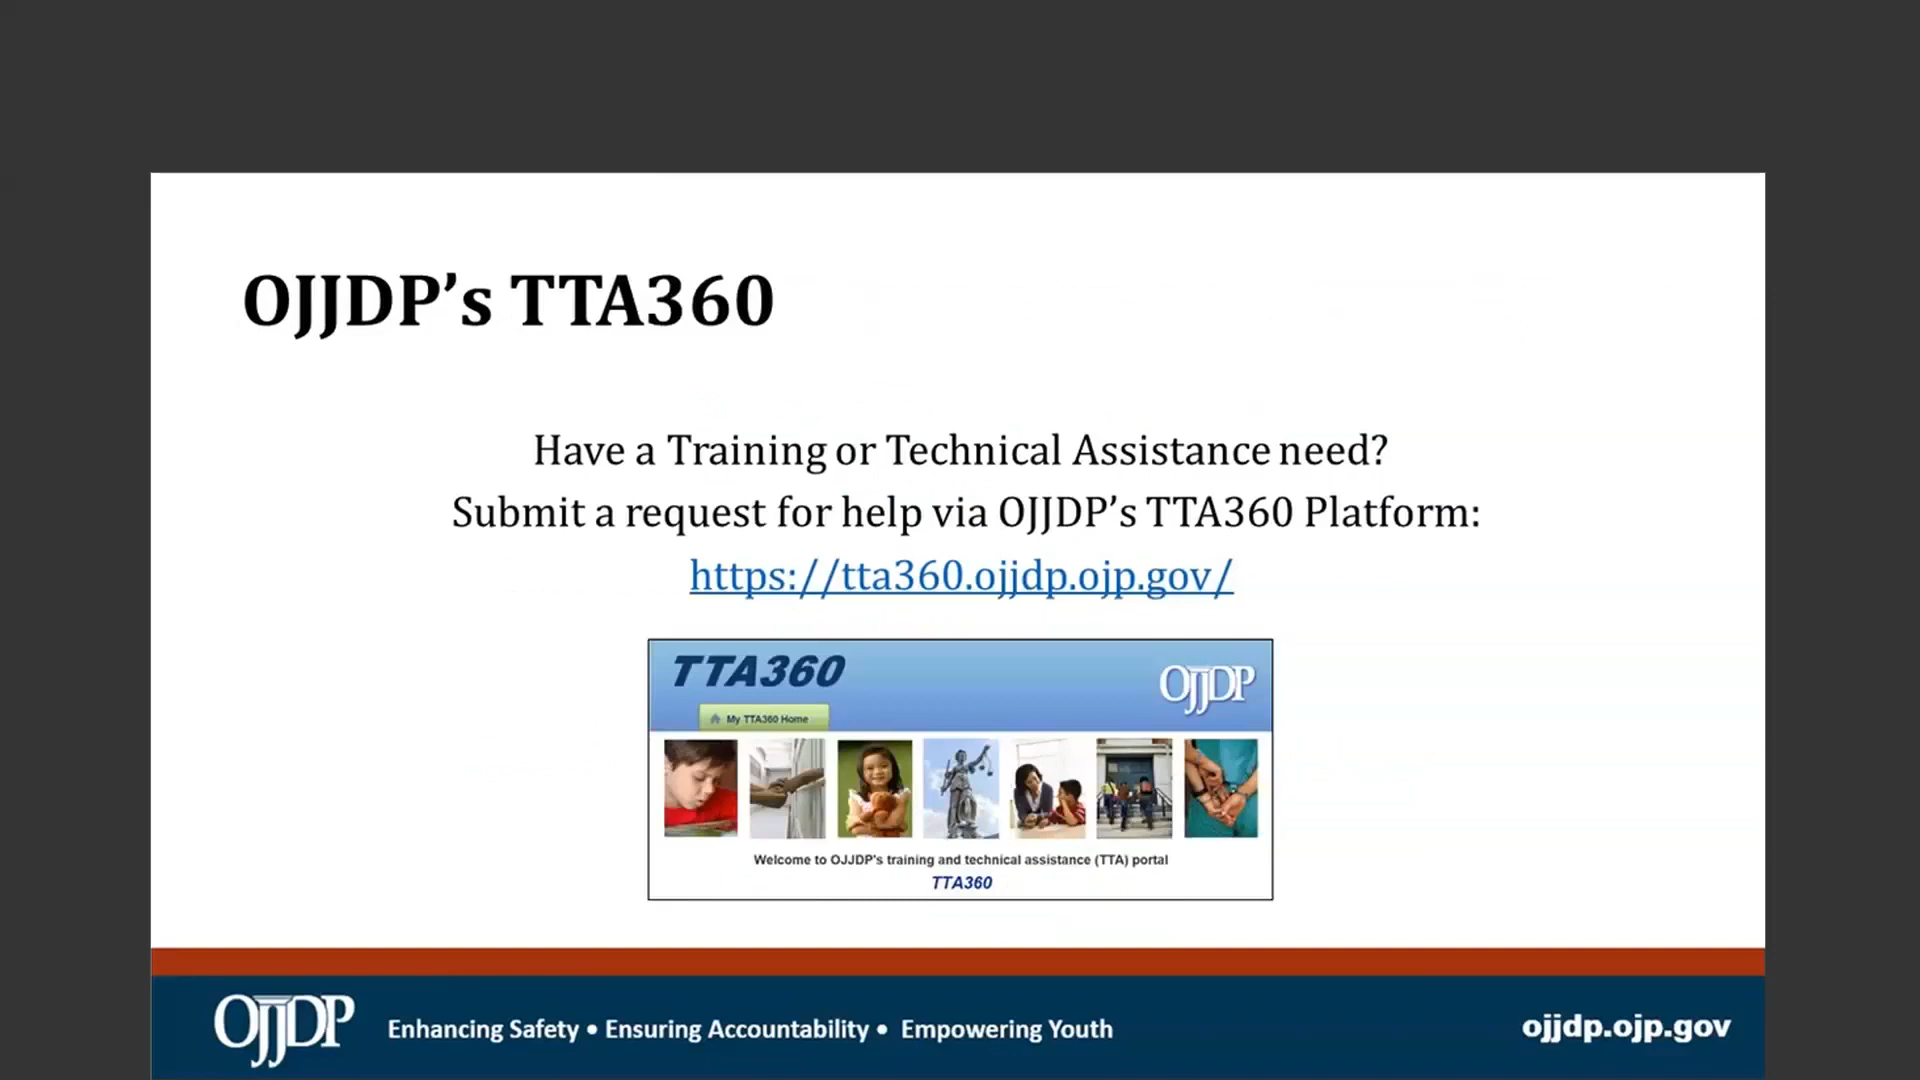 OJJDP’s TTA360
Have a Training or Technical Assistance need?
Submit a request for help via OJJDP’s TTA360 Platform:
https://tta360.ojjdp.ojp.gov/
TTA360
OJJDP
My TTA360 Home
Welcome to OJJDP's training and technical assistance (TTA) portal
TTA360
OJJDP
Enhancing Safety • Ensuring Accountability • Empowering Youth
ojjdp.ojp.gov